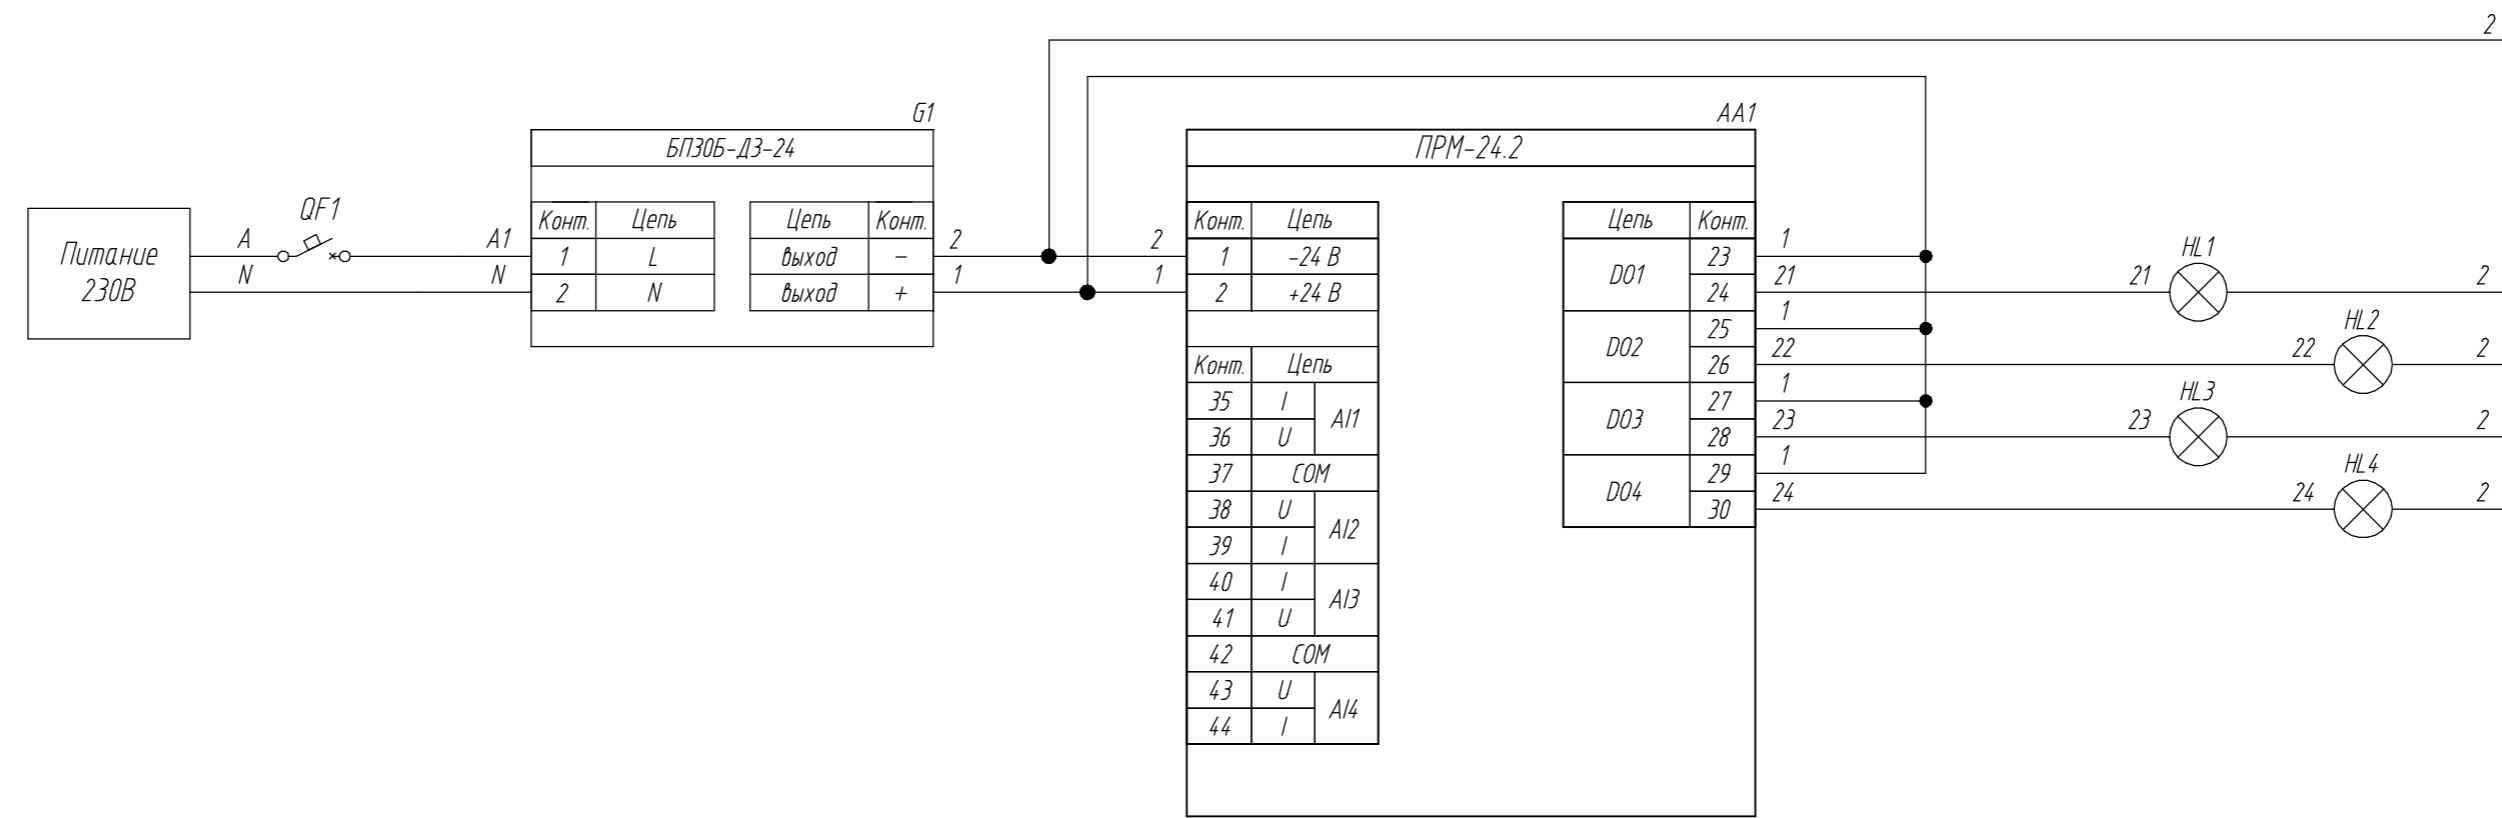 2
G1
AA1
БП30Б-Д3-24
ПРМ-24.2
Питание
230В
QF1
A
N
A1
N
Конт. Цепь
1 L
2 N
Цепь Конт.
выход -
выход +
2
1
2
1
Конт. Цепь
1 -24 В
2 +24 В
Конт. Цепь
35 I AI1
36 U
37 COM
38 U AI2
39 I
40 I AI3
41 U
42 COM
43 U AI4
44 I
Цепь Конт.
DO1 23
24
DO2 25
26
DO3 27
28
DO4 29
30
1
21
1
22
1
23
1
24
21 HL1 2
22 HL2 2
23 HL3 2
24 HL4 2